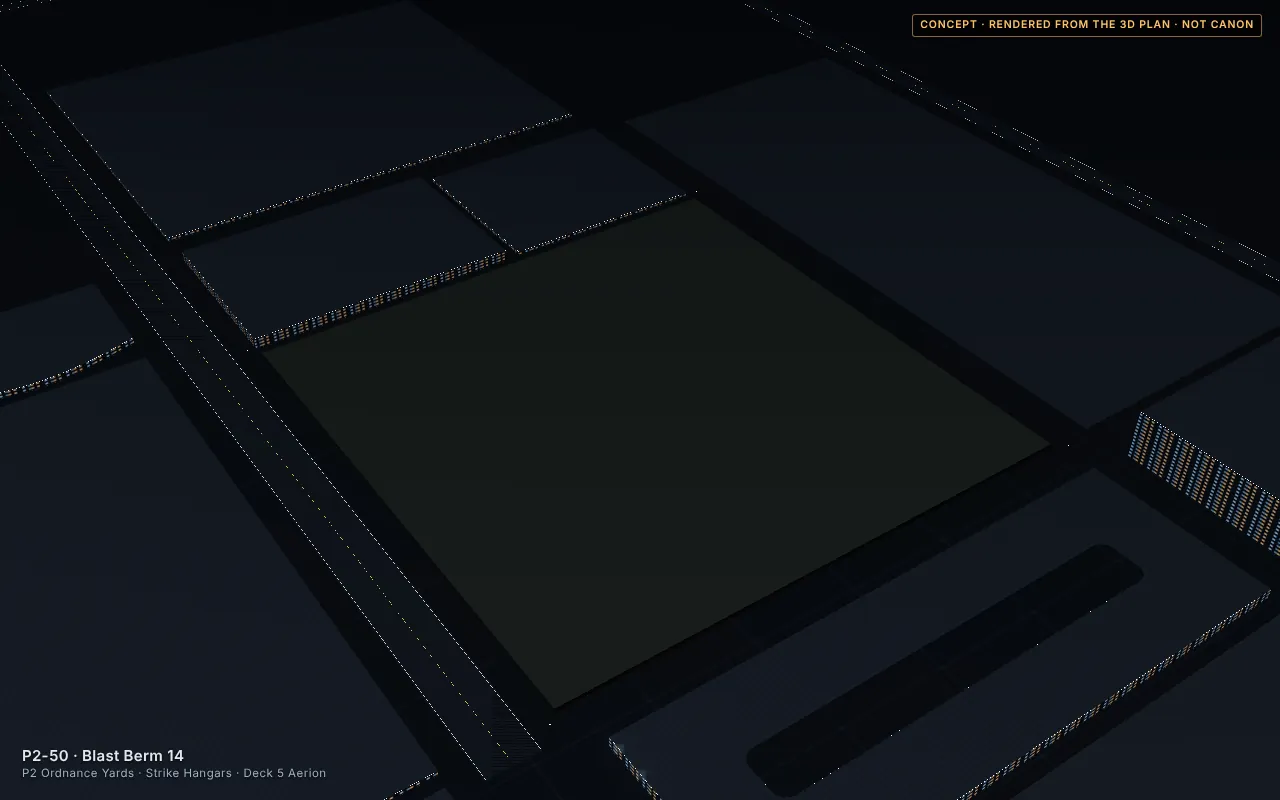 CONCEPT · RENDERED FROM THE 3D PLAN · NOT CANON
P2-50 · Blast Berm 14
P2 Ordnance Yards · Strike Hangars · Deck 5 Aerion